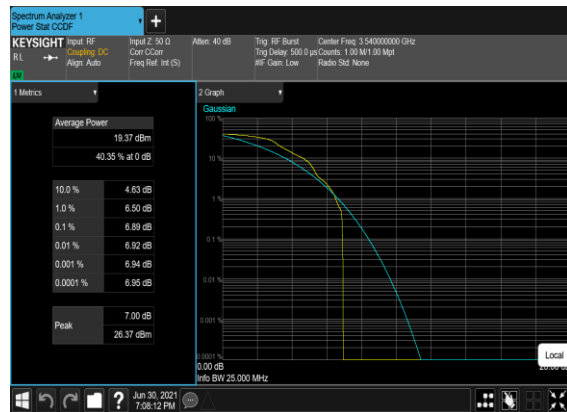 Spectrum Analyzer 1
Power Stat CCDF
KEYSIGHT
RL
Input: RF
Coupling: DC
Align: Auto
Input Z: 50 Ω
Corr CCorr
Freq Ref: Int (S)
Atten: 40 dB
Trig: RF Burst
Trig Delay: 500.0 µs
#IF Gain: Low
Center Freq: 3.540000000 GHz
Counts: 1.00 M/1.00 Mpt
Radio Std: None
1 Metrics
Average Power
19.37 dBm
40.35 % at 0 dB
10.0 % 4.63 dB
1.0 % 6.50 dB
0.1 % 6.89 dB
0.01 % 6.92 dB
0.001 % 6.94 dB
0.0001 % 6.95 dB
Peak
7.00 dB
26.37 dBm
2 Graph
Gaussian
100 %
10 %
1 %
0.1 %
0.01 %
0.001 %
0.0001 %
0.00 dB
Info BW 25.000 MHz
Local
Jun 30, 2021
7:08:12 PM